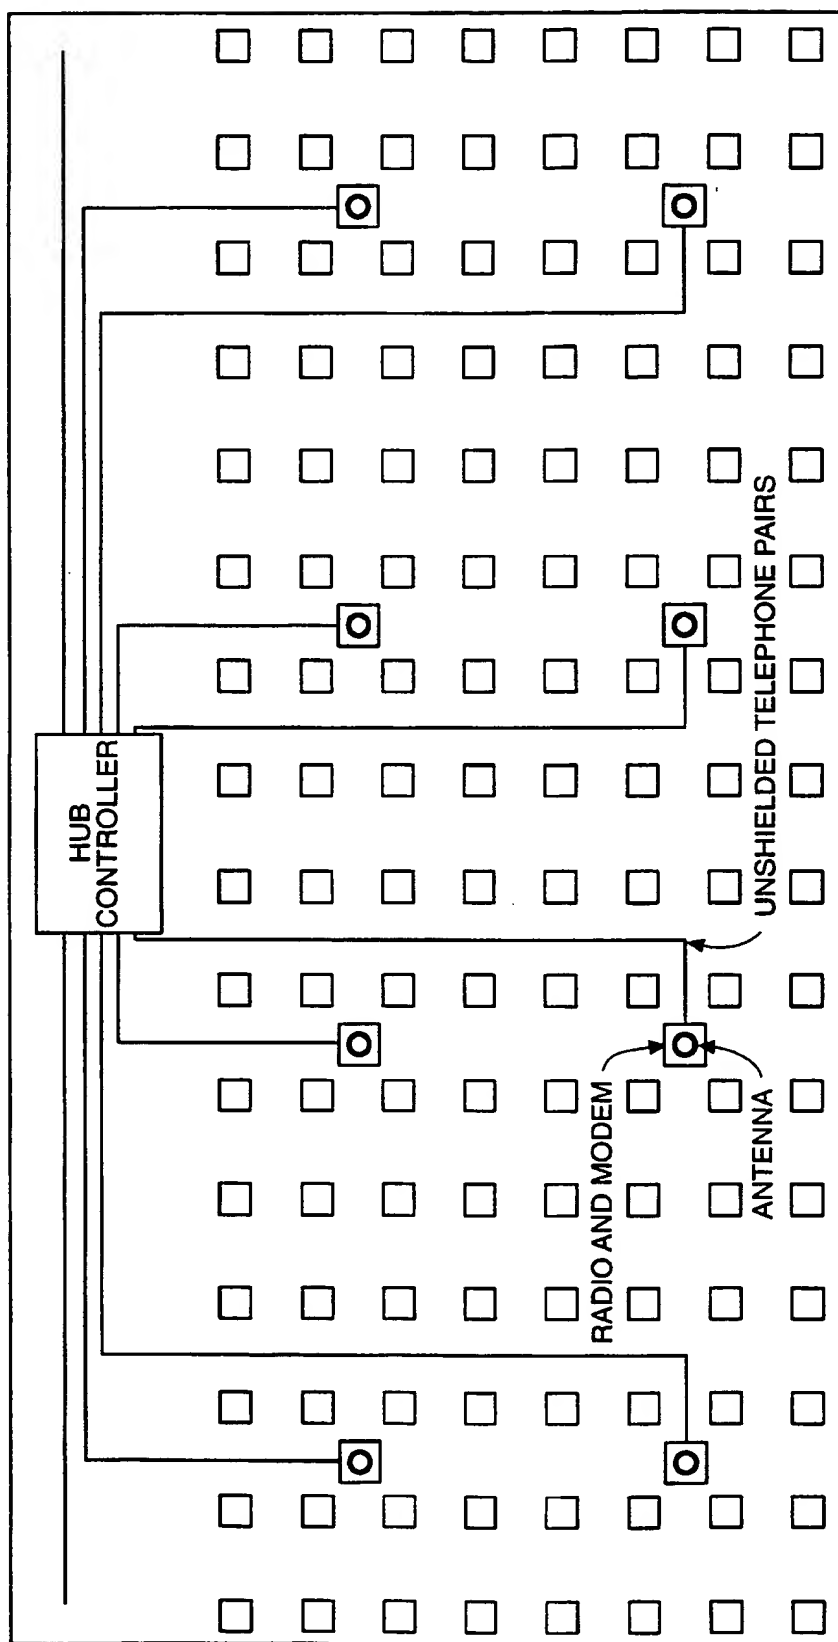 HUB
CONTROLLER
RADIO AND MODEM
ANTENNA
UNSHIELDED TELEPHONE PAIRS